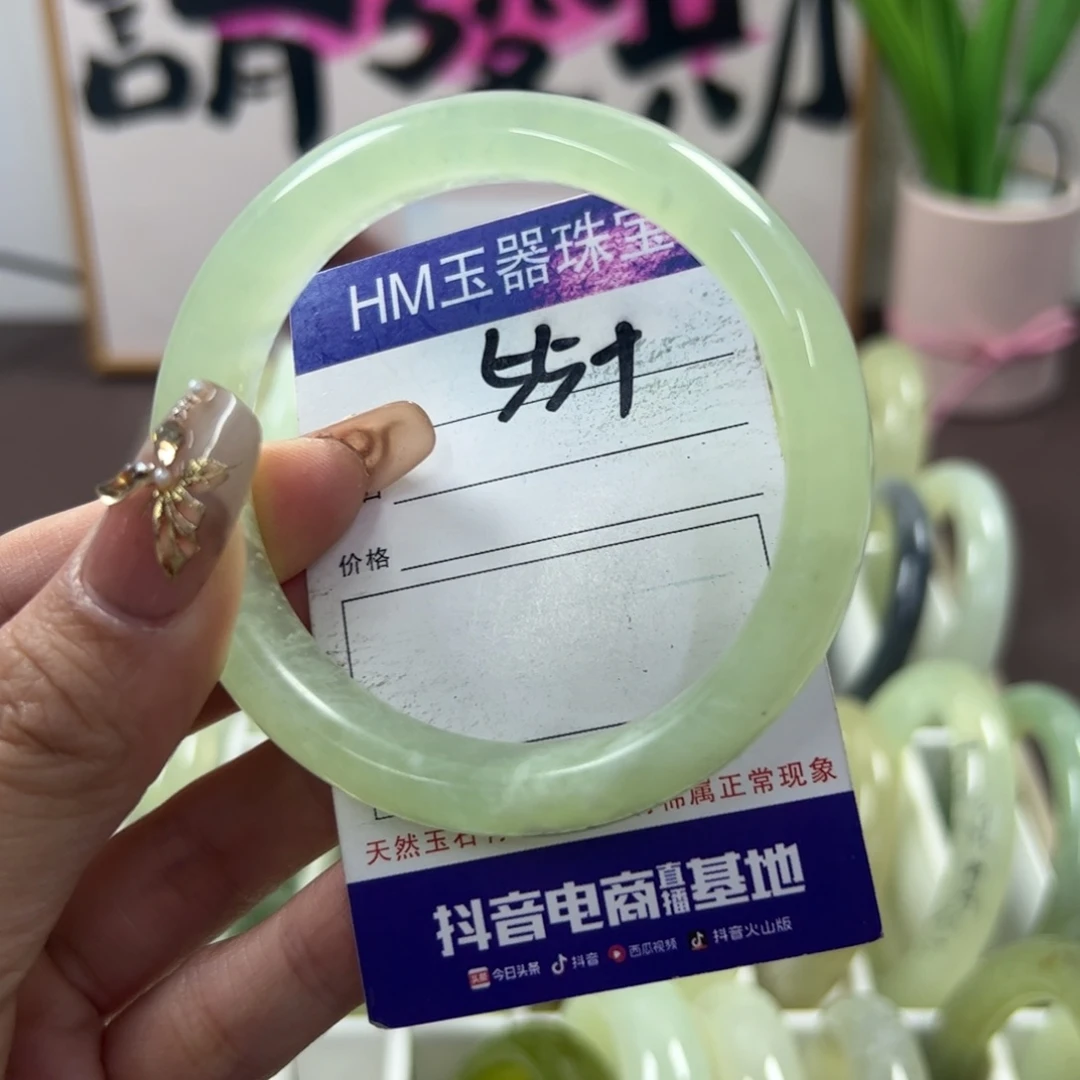 HM玉器珠宝
451
价格
天然玉石
属正常现象
抖音电商直播基地
今日头条 抖音 西瓜视频 抖音火山版